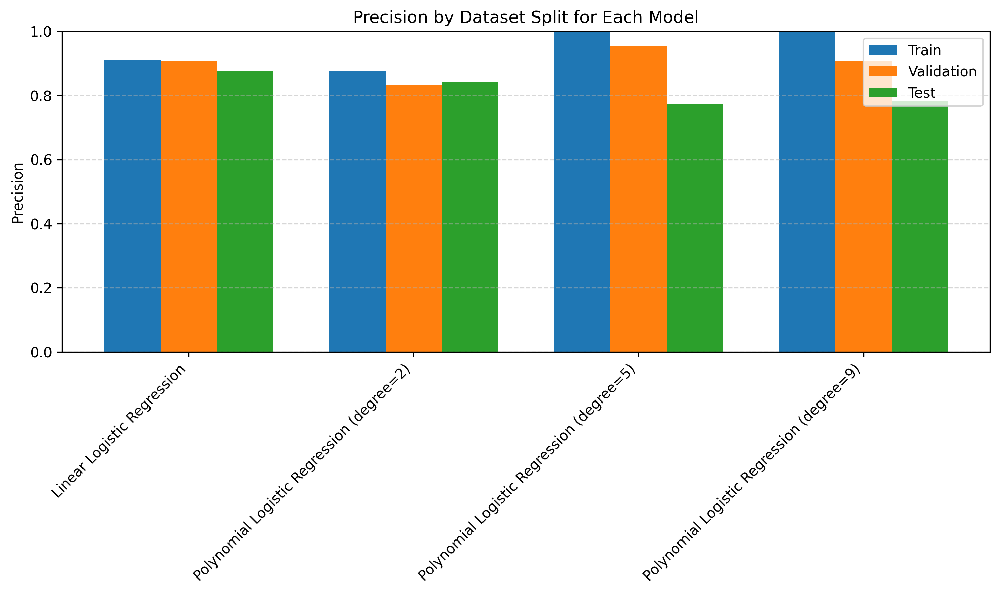 Precision by Dataset Split for Each Model
Precision
1.0
0.8
0.6
0.4
0.2
0.0
Train
Validation
Test
Linear Logistic Regression
Polynomial Logistic Regression (degree=2)
Polynomial Logistic Regression (degree=5)
Polynomial Logistic Regression (degree=9)